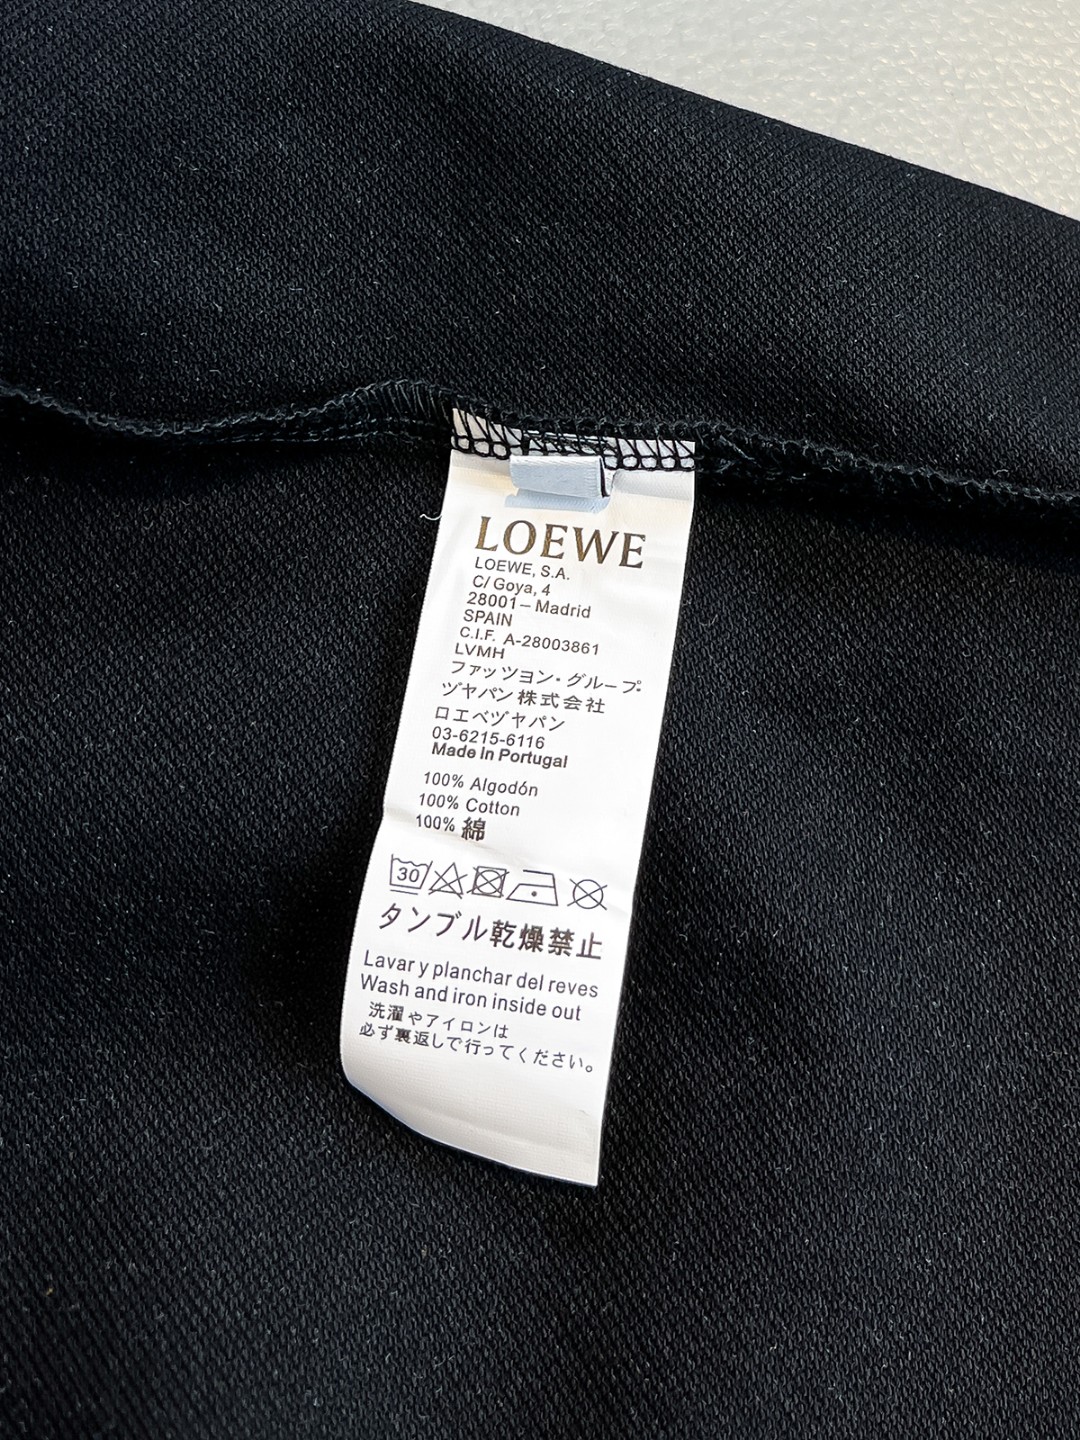 LOEWE
LOEWE, S.A.
C/ Goya, 4
28001 – Madrid
SPAIN
C.I.F. A-28003861
LVMH
ファッツヨン・グループ
ヅヤパン 株式会社
ロエベヅヤパン
03-6215-6116
Made In Portugal
100% Algodón
100% Cotton
100% 綿
30
タンブル乾燥禁止
Lavar y planchar del reves
Wash and iron inside out
洗濯やアイロンは
必ず裏返しで行ってください。